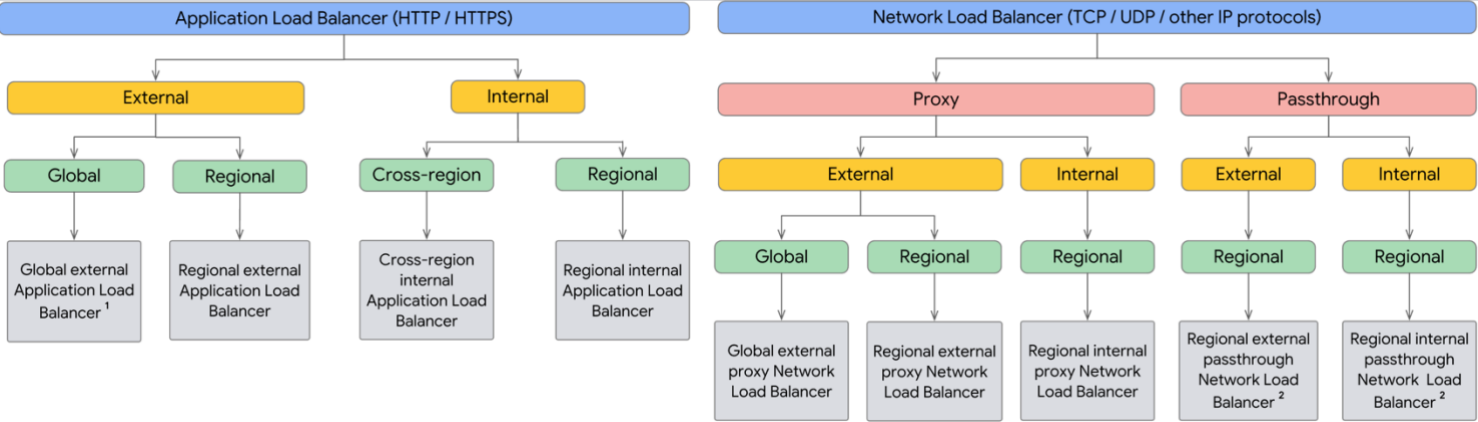 Application Load Balancer (HTTP / HTTPS)
External
Internal
Global
Regional
Cross-region
Regional
Global external
Application Load
Balancer 1
Regional external
Application Load
Balancer
Cross-region
internal
Application Load
Balancer
Regional internal
Application Load
Balancer
Network Load Balancer (TCP / UDP / other IP protocols)
Proxy
Passthrough
External
Internal
External
Internal
Global
Regional
Regional
Regional
Regional
Global external
proxy Network
Load Balancer
Regional external
proxy Network
Load Balancer
Regional internal
proxy Network
Load Balancer
Regional external
passthrough
Network Load
Balancer 2
Regional internal
passthrough
Network Load
Balancer 2